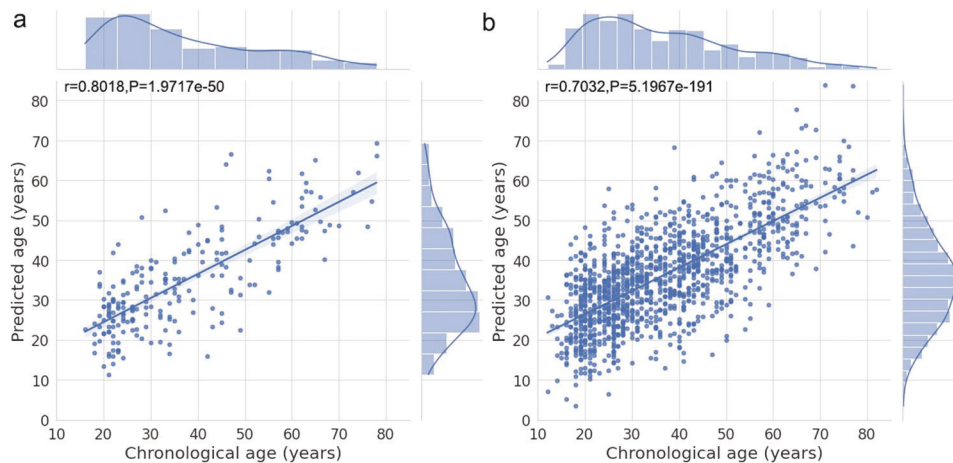 a
r=0.8018,P=1.9717e-50
Predicted age (years)
80
70
60
50
40
30
20
10
0
10 20 30 40 50 60 70 80
Chronological age (years)
b
r=0.7032,P=5.1967e-191
Predicted age (years)
80
70
60
50
40
30
20
10
0
10 20 30 40 50 60 70 80
Chronological age (years)